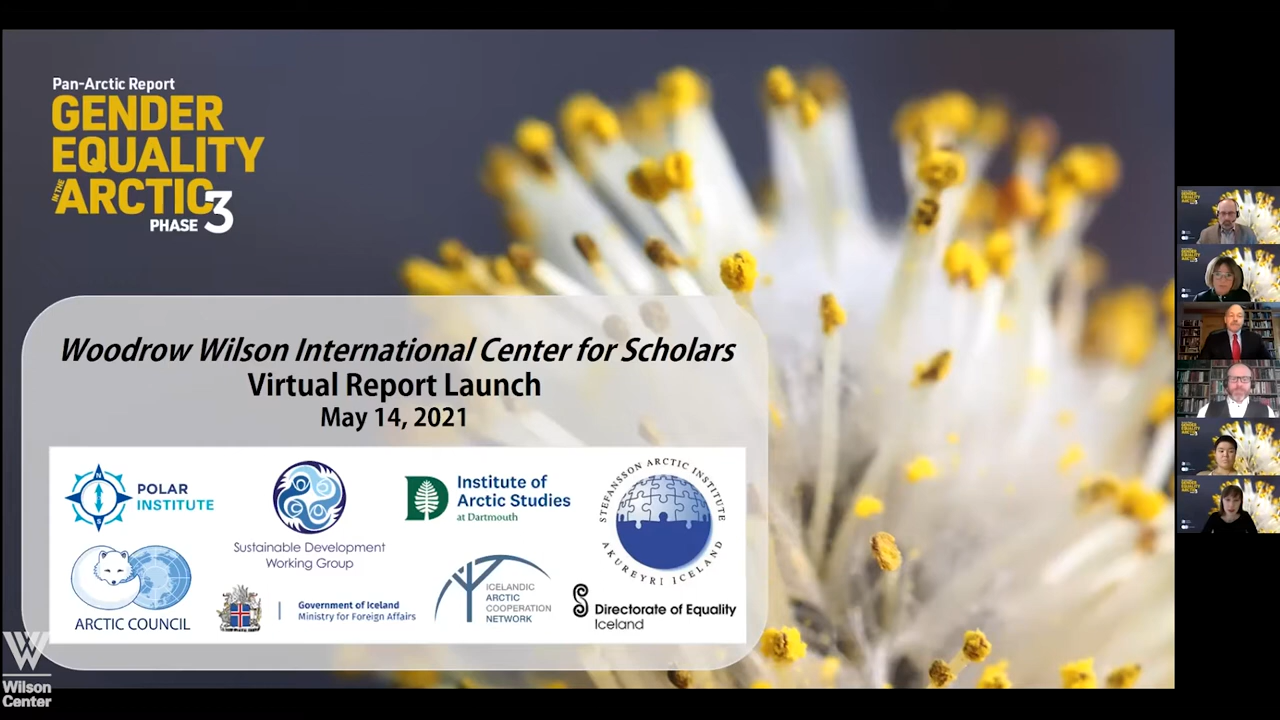 Pan-Arctic Report
GENDER
EQUALITY
IN THE ARCTIC
PHASE 3
Woodrow Wilson International Center for Scholars
Virtual Report Launch
May 14, 2021
POLAR
INSTITUTE
Sustainable Development
Working Group
Institute of
Arctic Studies
at Dartmouth
STEFANSSON ARCTIC INSTITUTE
AKUREYRI ICELAND
ARCTIC COUNCIL
Government of Iceland
Ministry for Foreign Affairs
ICELANDIC
ARCTIC
COOPERATION
NETWORK
Directorate of Equality
Iceland
W
Wilson
Center